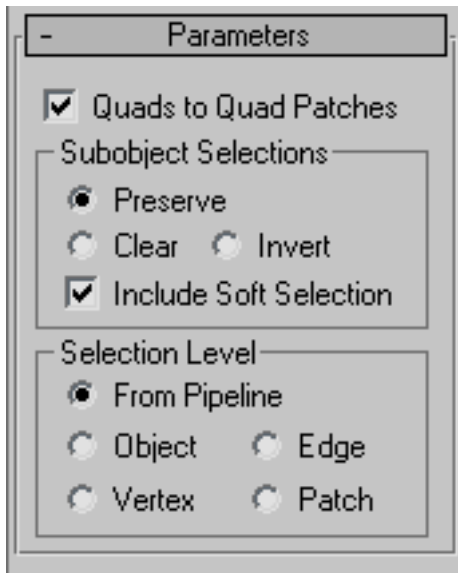 - Parameters
Quads to Quad Patches
Subobject Selections
Preserve
Clear Invert
Include Soft Selection
Selection Level
From Pipeline
Object Edge
Vertex Patch